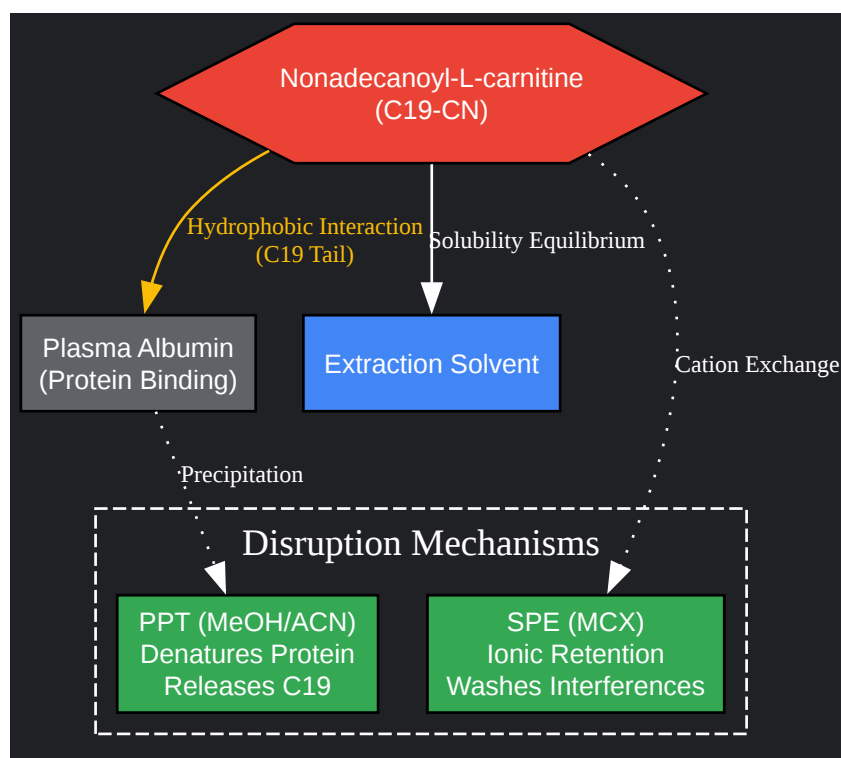 Nonadecanoyl-L-carnitine
(C19-CN)
Hydrophobic Interaction
(C19 Tail)
Solubility Equilibrium
Plasma Albumin
(Protein Binding)
Extraction Solvent
Cation Exchange
Precipitation
Disruption Mechanisms
PPT (MeOH/ACN)
Denatures Protein
Releases C19
SPE (MCX)
Ionic Retention
Washes Interferences